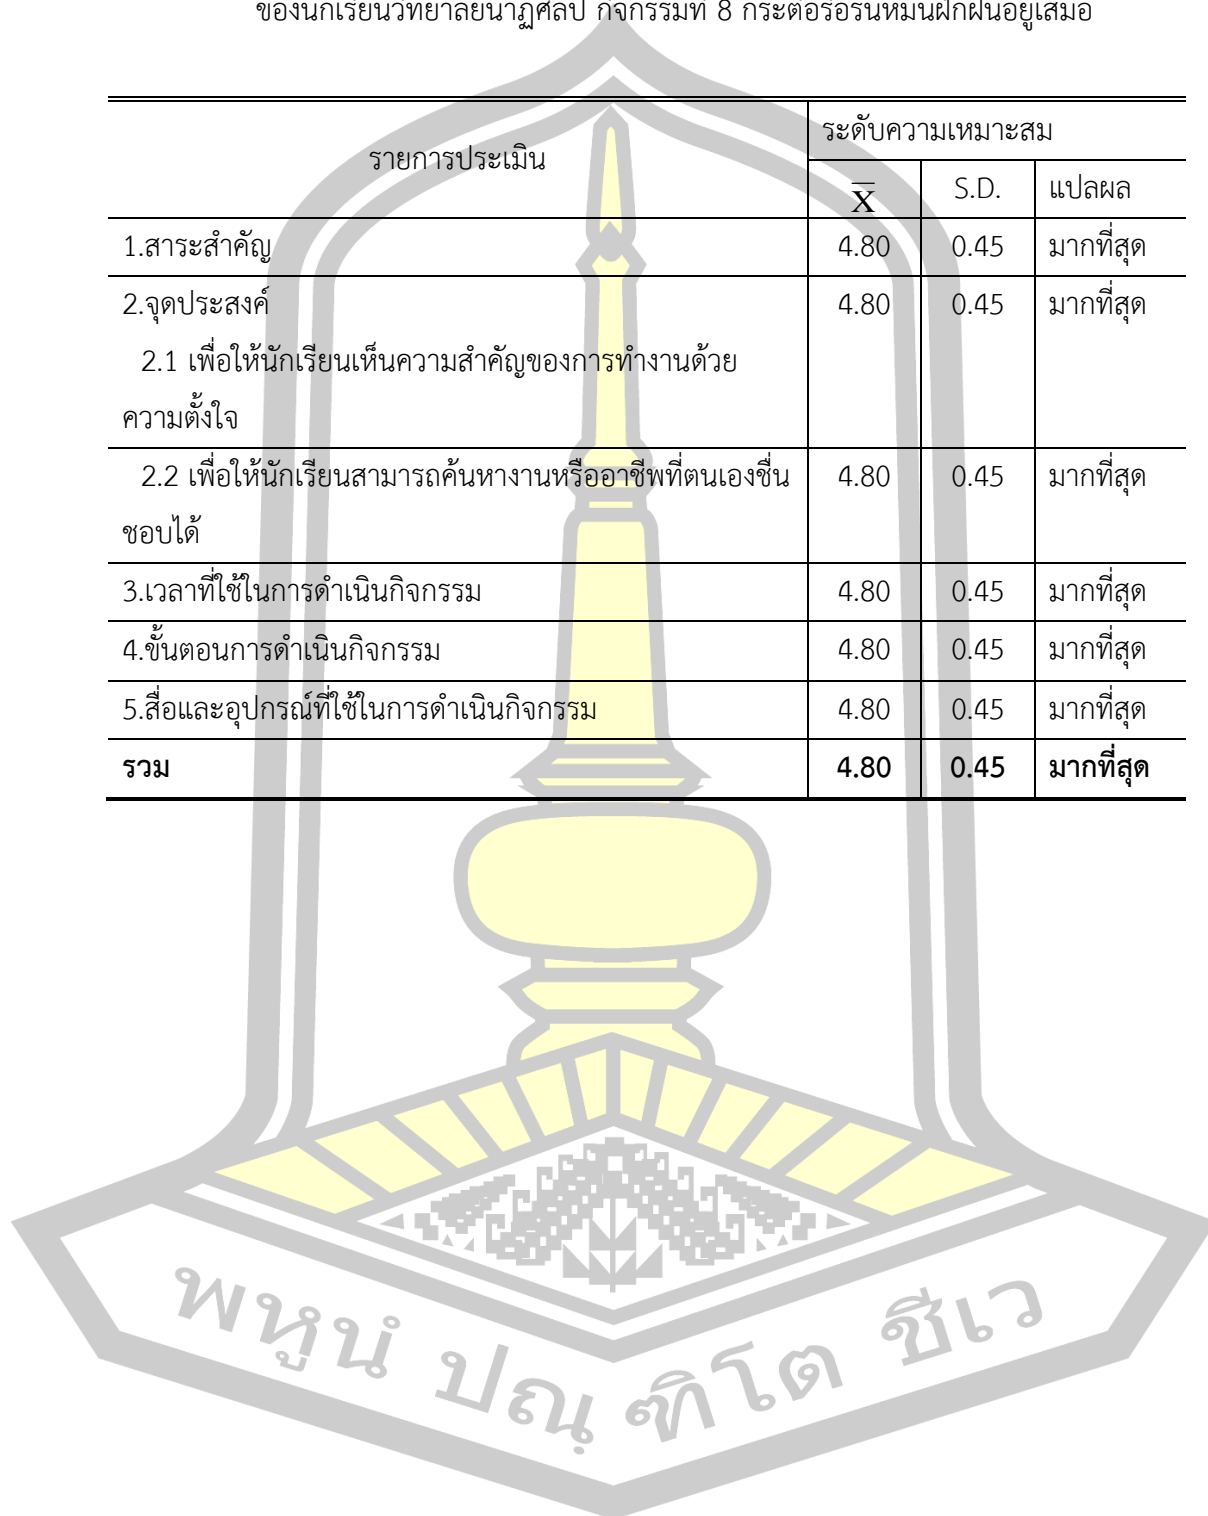 ของนักเรียนวิทยาลัยนาฏศิลป กิจกรรมที่ 8 กระตือรือร้นหมั่นฝึกฝนอยู่เสมอ
รายการประเมิน ระดับความเหมาะสม
X̅ S.D. แปลผล
1.สาระสำคัญ 4.80 0.45 มากที่สุด
2.จุดประสงค์ 4.80 0.45 มากที่สุด
2.1 เพื่อให้นักเรียนเห็นความสำคัญของการทำงานด้วย
ความตั้งใจ
2.2 เพื่อให้นักเรียนสามารถค้นหางานหรืออาชีพที่ตนเองชื่น 4.80 0.45 มากที่สุด
ชอบได้
3.เวลาที่ใช้ในการดำเนินกิจกรรม 4.80 0.45 มากที่สุด
4.ขั้นตอนการดำเนินกิจกรรม 4.80 0.45 มากที่สุด
5.สื่อและอุปกรณ์ที่ใช้ในการดำเนินกิจกรรม 4.80 0.45 มากที่สุด
รวม 4.80 0.45 มากที่สุด
พหูนํ ปณฺฑิโต ชีเว